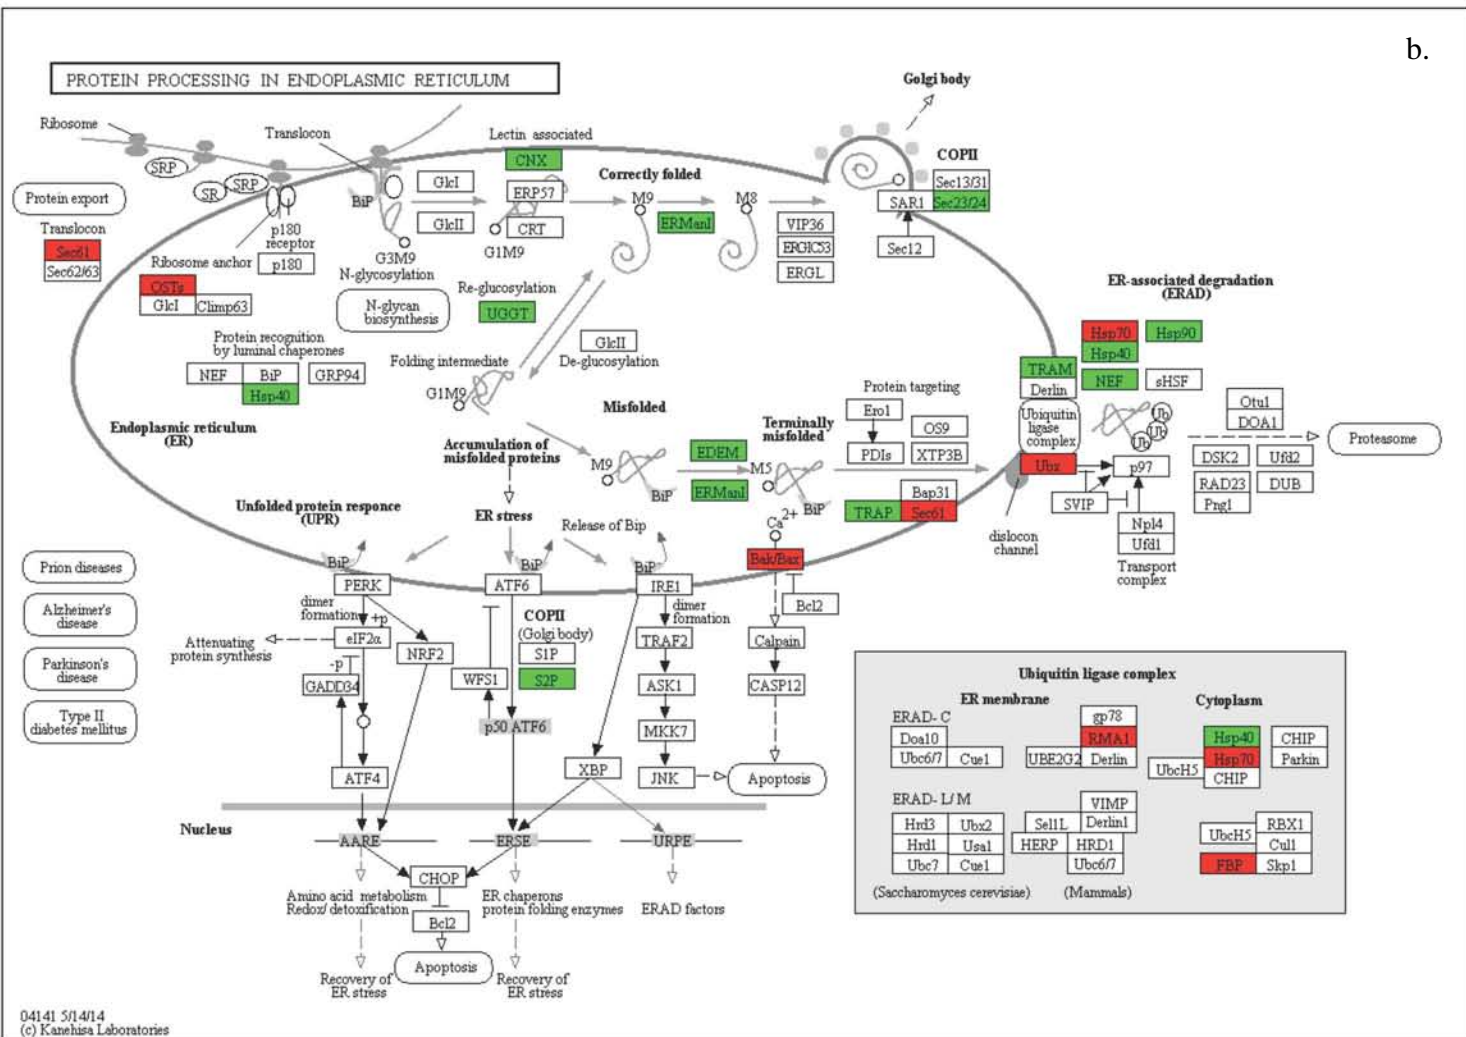 b.
PROTEIN PROCESSING IN ENDOPLASMIC RETICULUM
Golgi body
Ribosome
Translocon
Lectin associated
COPII
SRP
SR
SRP
CNX
Correctly folded
Sec13/31
Protein export
BiP
GlcI
ERP57
M9
M8
SAR1
Sec23/24
GlcII
CRT
ERManI
VIP36
Translocon
p180
receptor
G3M9
G1M9
ERGIC53
Sec12
Sec61
Ribosome anchor
p180
N-glycosylation
ERGL
Sec62/63
OSTs
N-glycan
biosynthesis
Re-glucosylation
ER-associated degradation
(ERAD)
GlcI
Climp63
UGGT
Protein recognition
by luminal chaperones
GlcII
Hsp70
Hsp90
NEF
BiP
GRP94
Folding intermediate
De-glucosylation
Hsp40
Hsp40
G1M9
TRAM
NEF
sHSF
Derlin
Protein targeting
Misfolded
Ero1
OS9
Otu1
DOA1
Endoplasmic reticulum
(ER)
Terminally
misfolded
Ubiquitin
ligase
complex
Ub
Ub
Ub
Proteasome
Accumulation of
misfolded proteins
EDEM
PDIs
XTP3B
DSK2
Ufd2
M9
M5
Ubx
p97
BiP
ERManI
BiP
Bap31
SVIP
RAD23
DUB
Png1
Unfolded protein responce
(UPR)
ER stress
Release of Bip
Ca2+
TRAP
Sec61
dislocon
channel
Npl4
Ufd1
Transport
complex
Prion diseases
BiP
BiP
BiP
Bak/Bax
PERK
ATF6
IRE1
Alzheimer's
disease
dimer
formation
+p
COPII
(Golgi body)
dimer
formation
Bcl2
Attenuating
protein synthesis
eIF2α
S1P
TRAF2
Calpain
Parkinson's
disease
-p
NRF2
WFS1
S2P
GADD34
ASK1
CASP12
Type II
diabetes mellitus
p50 ATF6
MKK7
ATF4
XBP
JNK
Apoptosis
Nucleus
AARE
ERSE
URPE
CHOP
Amino acid metabolism
Redox/ detoxification
ER chaperons
protein folding enzymes
ERAD factors
Bcl2
Recovery of
ER stress
Apoptosis
Recovery of
ER stress
Ubiquitin ligase complex
ER membrane
Cytoplasm
ERAD- C
gp78
Doa10
RMA1
Hsp40
CHIP
Ubc6/7
Cue1
UBE2G2
Derlin
Hsp70
Parkin
UbcH5
CHIP
ERAD- L/ M
VIMP
Hrd3
Ubx2
Sel1L
Derlin1
UbcH5
RBX1
Hrd1
Usa1
HERP
HRD1
Cul1
Ubc7
Cue1
Ubc6/7
FBP
Skp1
(Saccharomyces cerevisiae)
(Mammals)
04141 5/14/14
(c) Kanehisa Laboratories